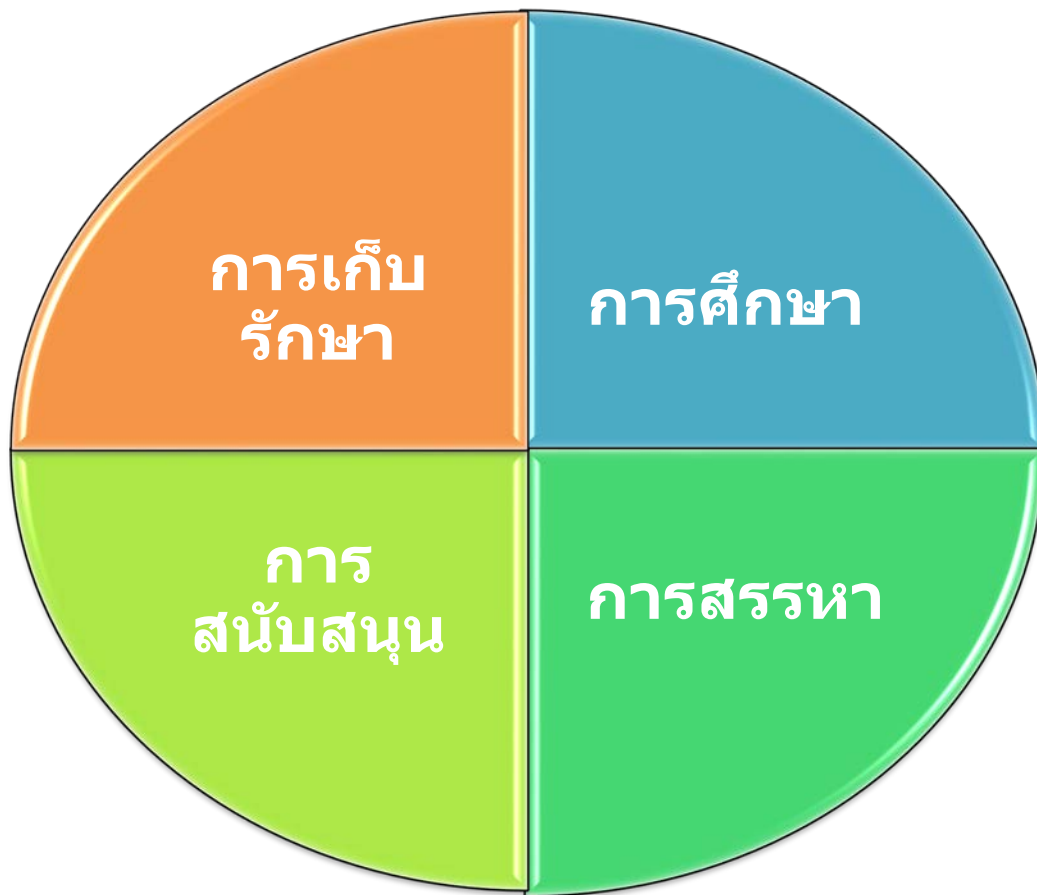 การเก็บ
รักษา
การศึกษา
การ
สนับสนุน
การสรรหา